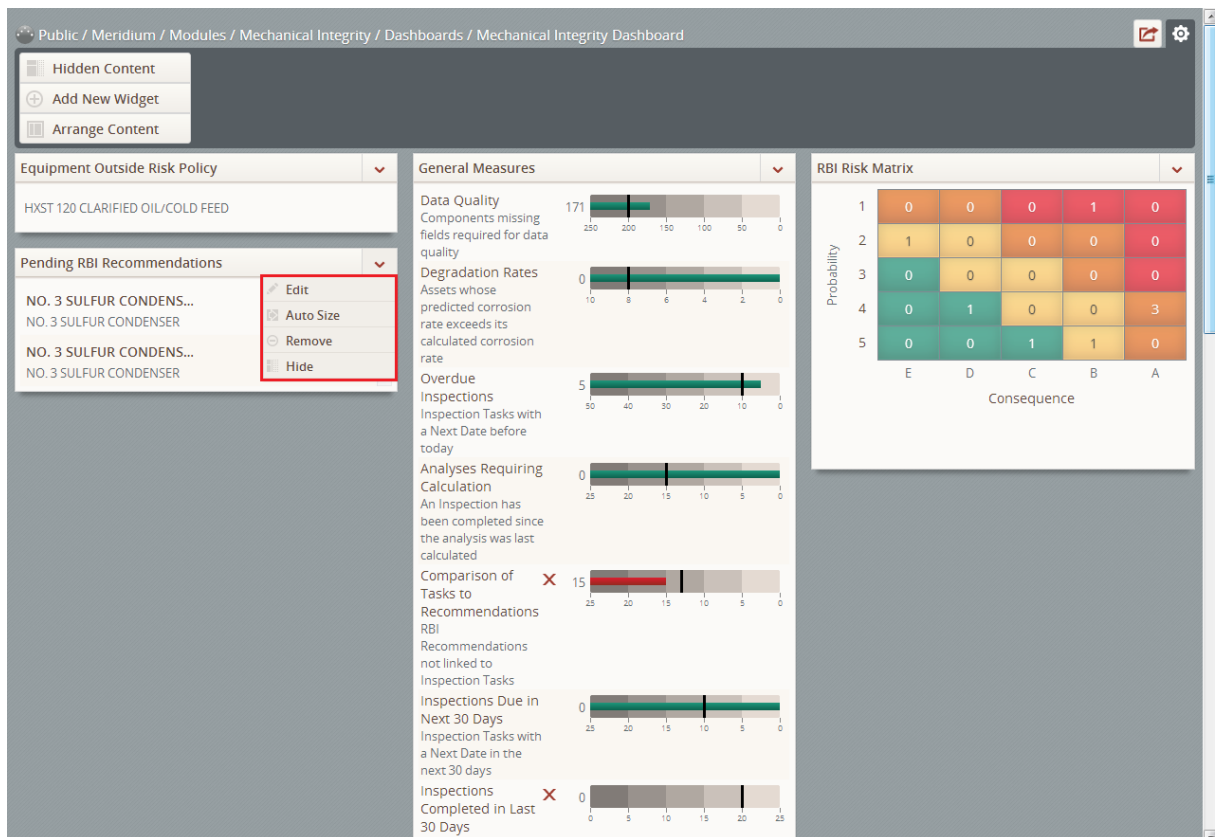 Public / Meridium / Modules / Mechanical Integrity / Dashboards / Mechanical Integrity Dashboard
Hidden Content
Add New Widget
Arrange Content
Equipment Outside Risk Policy
HXST 120 CLARIFIED OIL/COLD FEED
Pending RBI Recommendations
NO. 3 SULFUR CONDENS...
NO. 3 SULFUR CONDENSER
NO. 3 SULFUR CONDENS...
NO. 3 SULFUR CONDENSER
Edit
Auto Size
Remove
Hide
General Measures
Data Quality
Components missing
fields required for data
quality
171
250 200 150 100 50 0
Degradation Rates
Assets whose
predicted corrosion
rate exceeds its
calculated corrosion
rate
0
10 8 6 4 2 0
Overdue
Inspections
Inspection Tasks with
a Next Date before
today
5
50 40 30 20 10 0
Analyses Requiring
Calculation
An Inspection has
been completed since
the analysis was last
calculated
0
25 20 15 10 5 0
Comparison of
Tasks to
Recommendations
RBI
Recommendations
not linked to
Inspection Tasks
15
25 20 15 10 5 0
Inspections Due in
Next 30 Days
Inspection Tasks with
a Next Date in the
next 30 days
0
25 20 15 10 5 0
Inspections
Completed in Last
30 Days
0
0 5 10 15 20 25
RBI Risk Matrix
Probability
1 0 0 0 1 0
2 1 0 0 0 0
3 0 0 0 0 0
4 0 1 0 0 3
5 0 0 1 1 0
E D C B A
Consequence